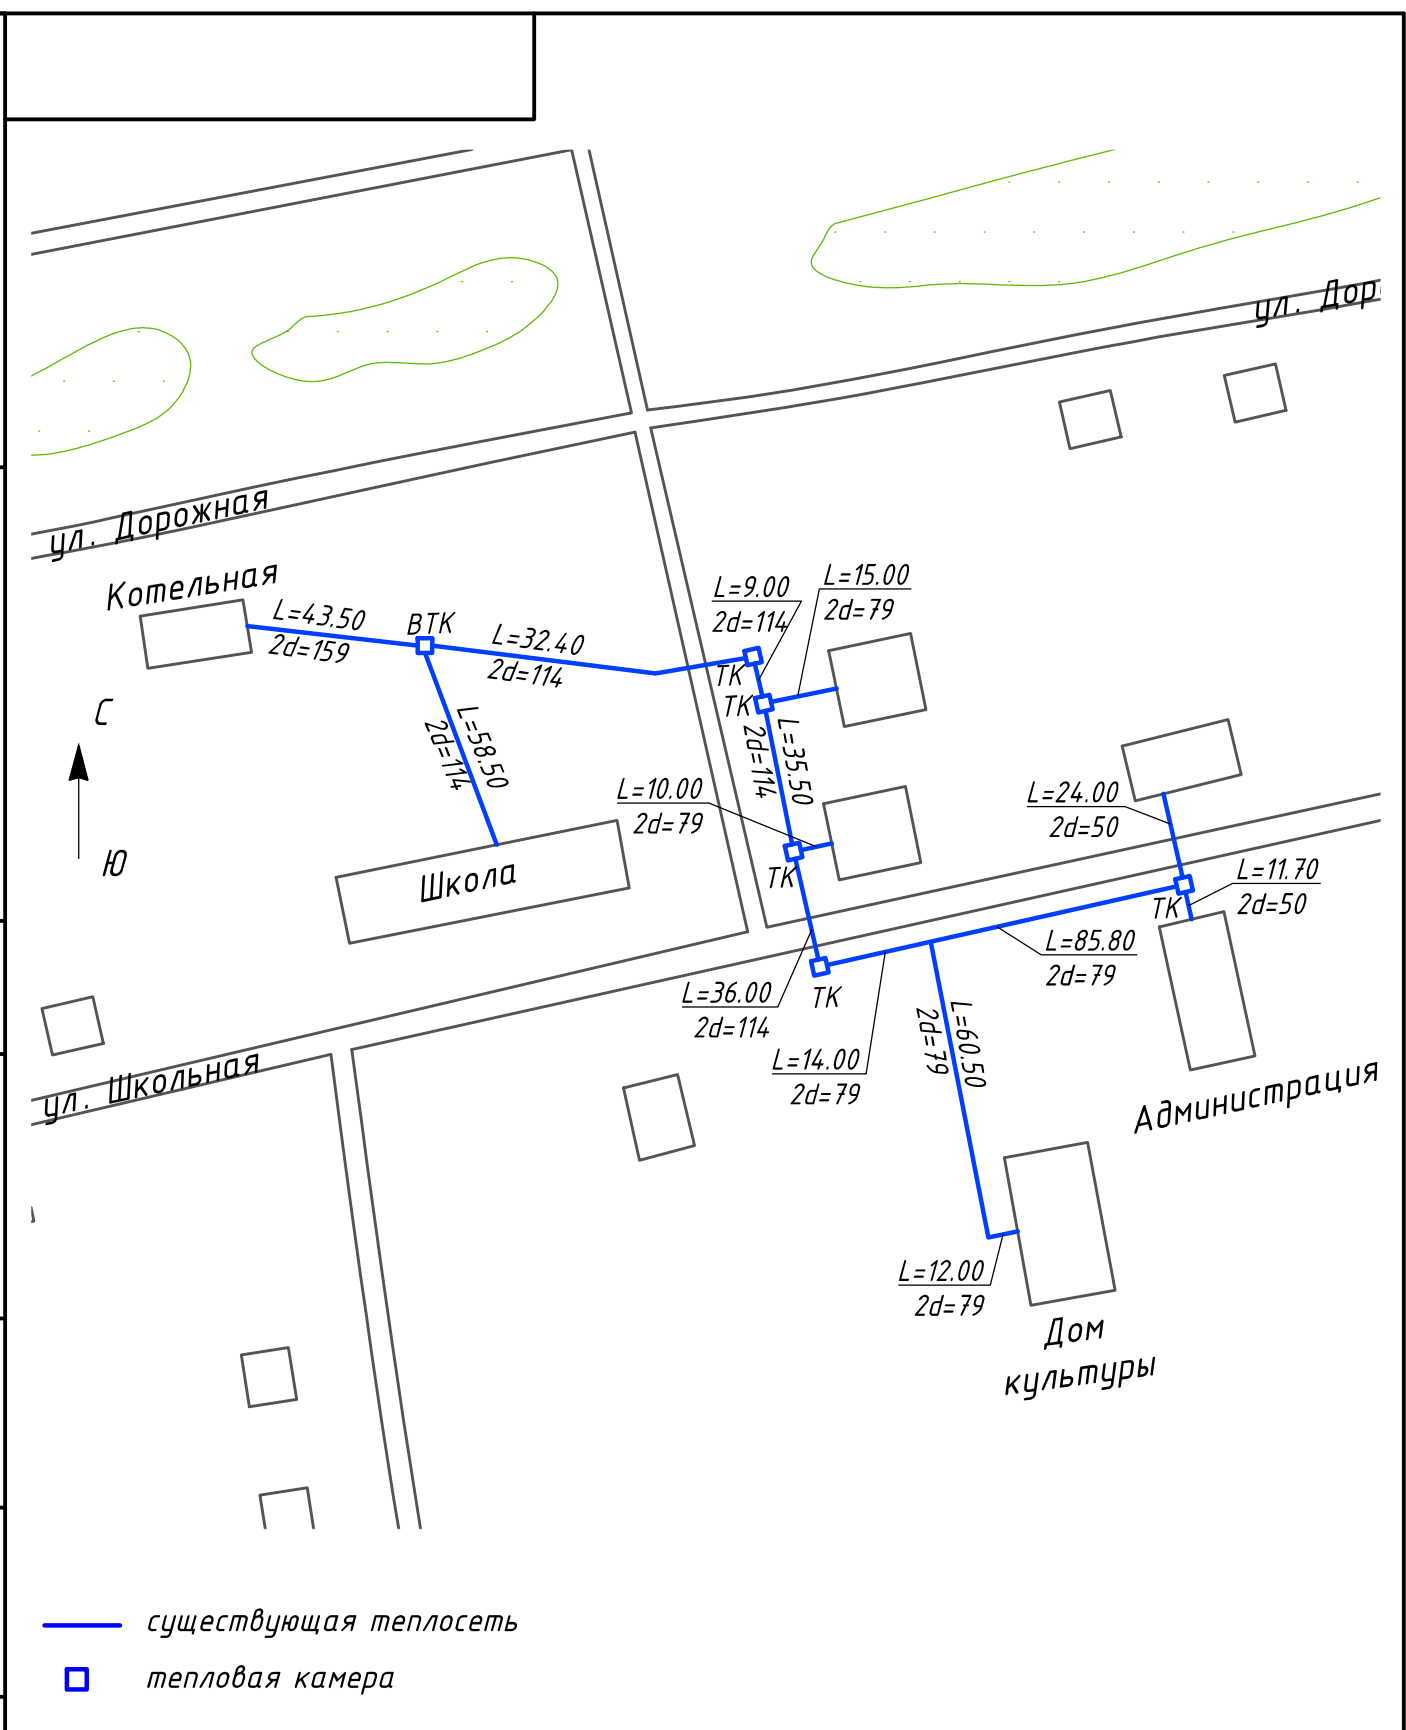 ул. Дор
ул. Дорожная
Котельная
L=9.00
2d=114
L=15.00
2d=79
L=43.50
2d=159
ВТК
L=32.40
2d=114
ТК
ТК
С
Ю
L=58.50
2d=114
L=35.50
2d=114
L=10.00
2d=79
L=24.00
2d=50
Школа
ТК
L=11.70
2d=50
ТК
L=85.80
2d=79
L=36.00
2d=114
ТК
L=14.00
2d=79
L=60.50
2d=79
ул. Школьная
Администрация
L=12.00
2d=79
Дом
культуры
существующая теплосеть
тепловая камера